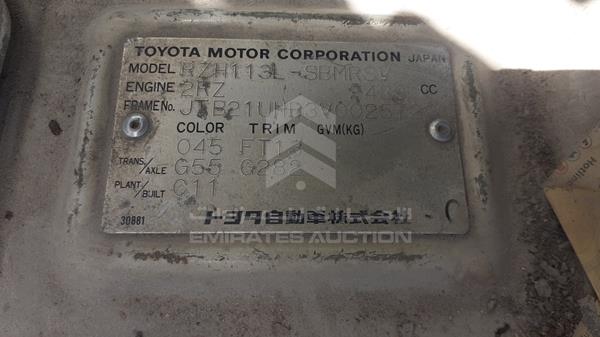 TOYOTA MOTOR CORPORATION JAPAN
MODEL RZH113L-SBMRSV
ENGINE 2RZ CC
FRAME No.
COLOR TRIM GVM(KG)
045
TRANS/AXLE G55 G282
PLANT/BUILT C11
30881 トヨタ自動車株式会社
EMIRATES AUCTION